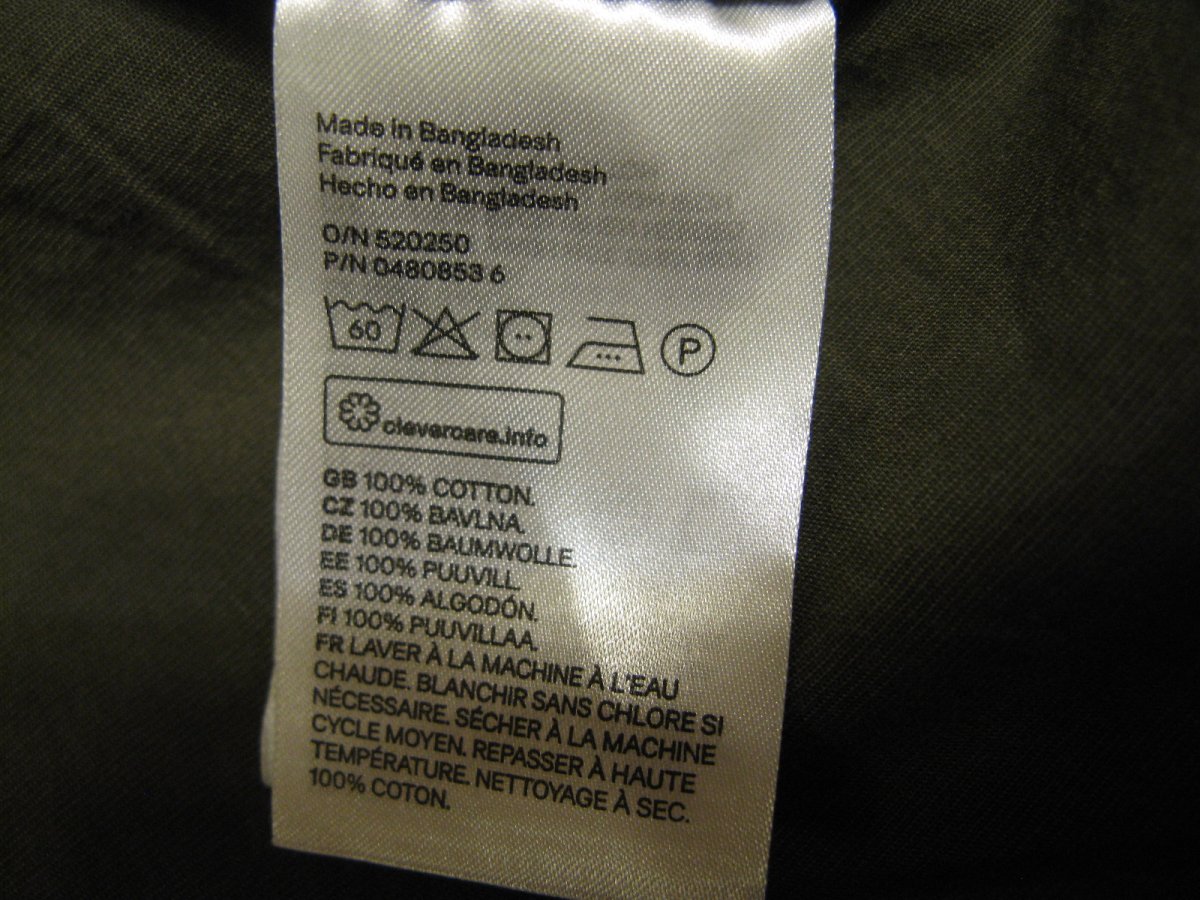 Made in Bangladesh
Fabriqué en Bangladesh
Hecho en Bangladesh
O/N 520250
P/N 0480853 6
60
P
clevercare.info
GB 100% COTTON.
CZ 100% BAVLNA.
DE 100% BAUMWOLLE.
EE 100% PUUVILL.
ES 100% ALGODÓN.
FI 100% PUUVILLAA.
FR LAVER À LA MACHINE À L'EAU
CHAUDE. BLANCHIR SANS CHLORE SI
NÉCESSAIRE. SÉCHER À LA MACHINE
CYCLE MOYEN. REPASSER À HAUTE
TEMPÉRATURE. NETTOYAGE À SEC.
100% COTON.